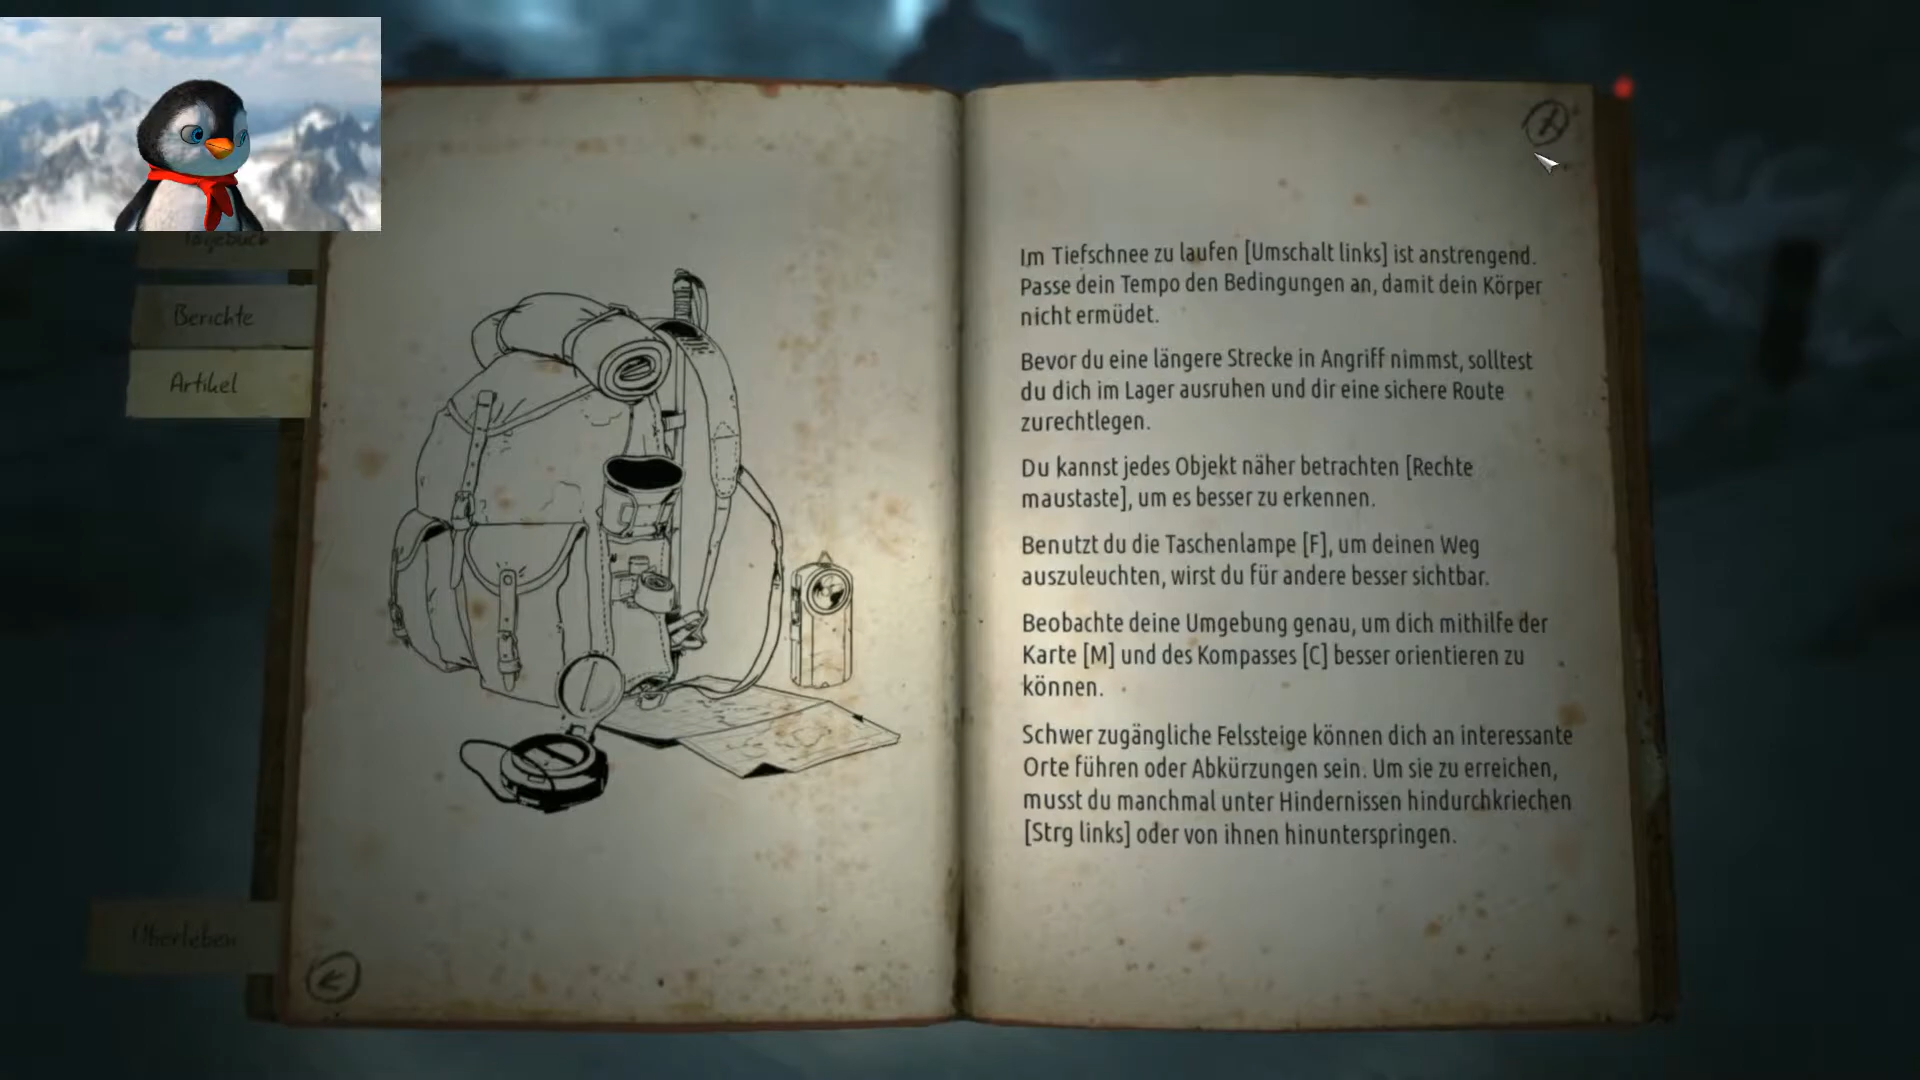 Tagebuch
Berichte
Artikel
Überleben
Im Tiefschnee zu laufen [Umschalt links] ist anstrengend.
Passe dein Tempo den Bedingungen an, damit dein Körper
nicht ermüdet.
Bevor du eine längere Strecke in Angriff nimmst, solltest
du dich im Lager ausruhen und dir eine sichere Route
zurechtlegen.
Du kannst jedes Objekt näher betrachten [Rechte
maustaste], um es besser zu erkennen.
Benutzt du die Taschenlampe [F], um deinen Weg
auszuleuchten, wirst du für andere besser sichtbar.
Beobachte deine Umgebung genau, um dich mithilfe der
Karte [M] und des Kompasses [C] besser orientieren zu
können.
Schwer zugängliche Felssteige können dich an interessante
Orte führen oder Abkürzungen sein. Um sie zu erreichen,
musst du manchmal unter Hindernissen hindurchkriechen
[Strg links] oder von ihnen hinunterspringen.